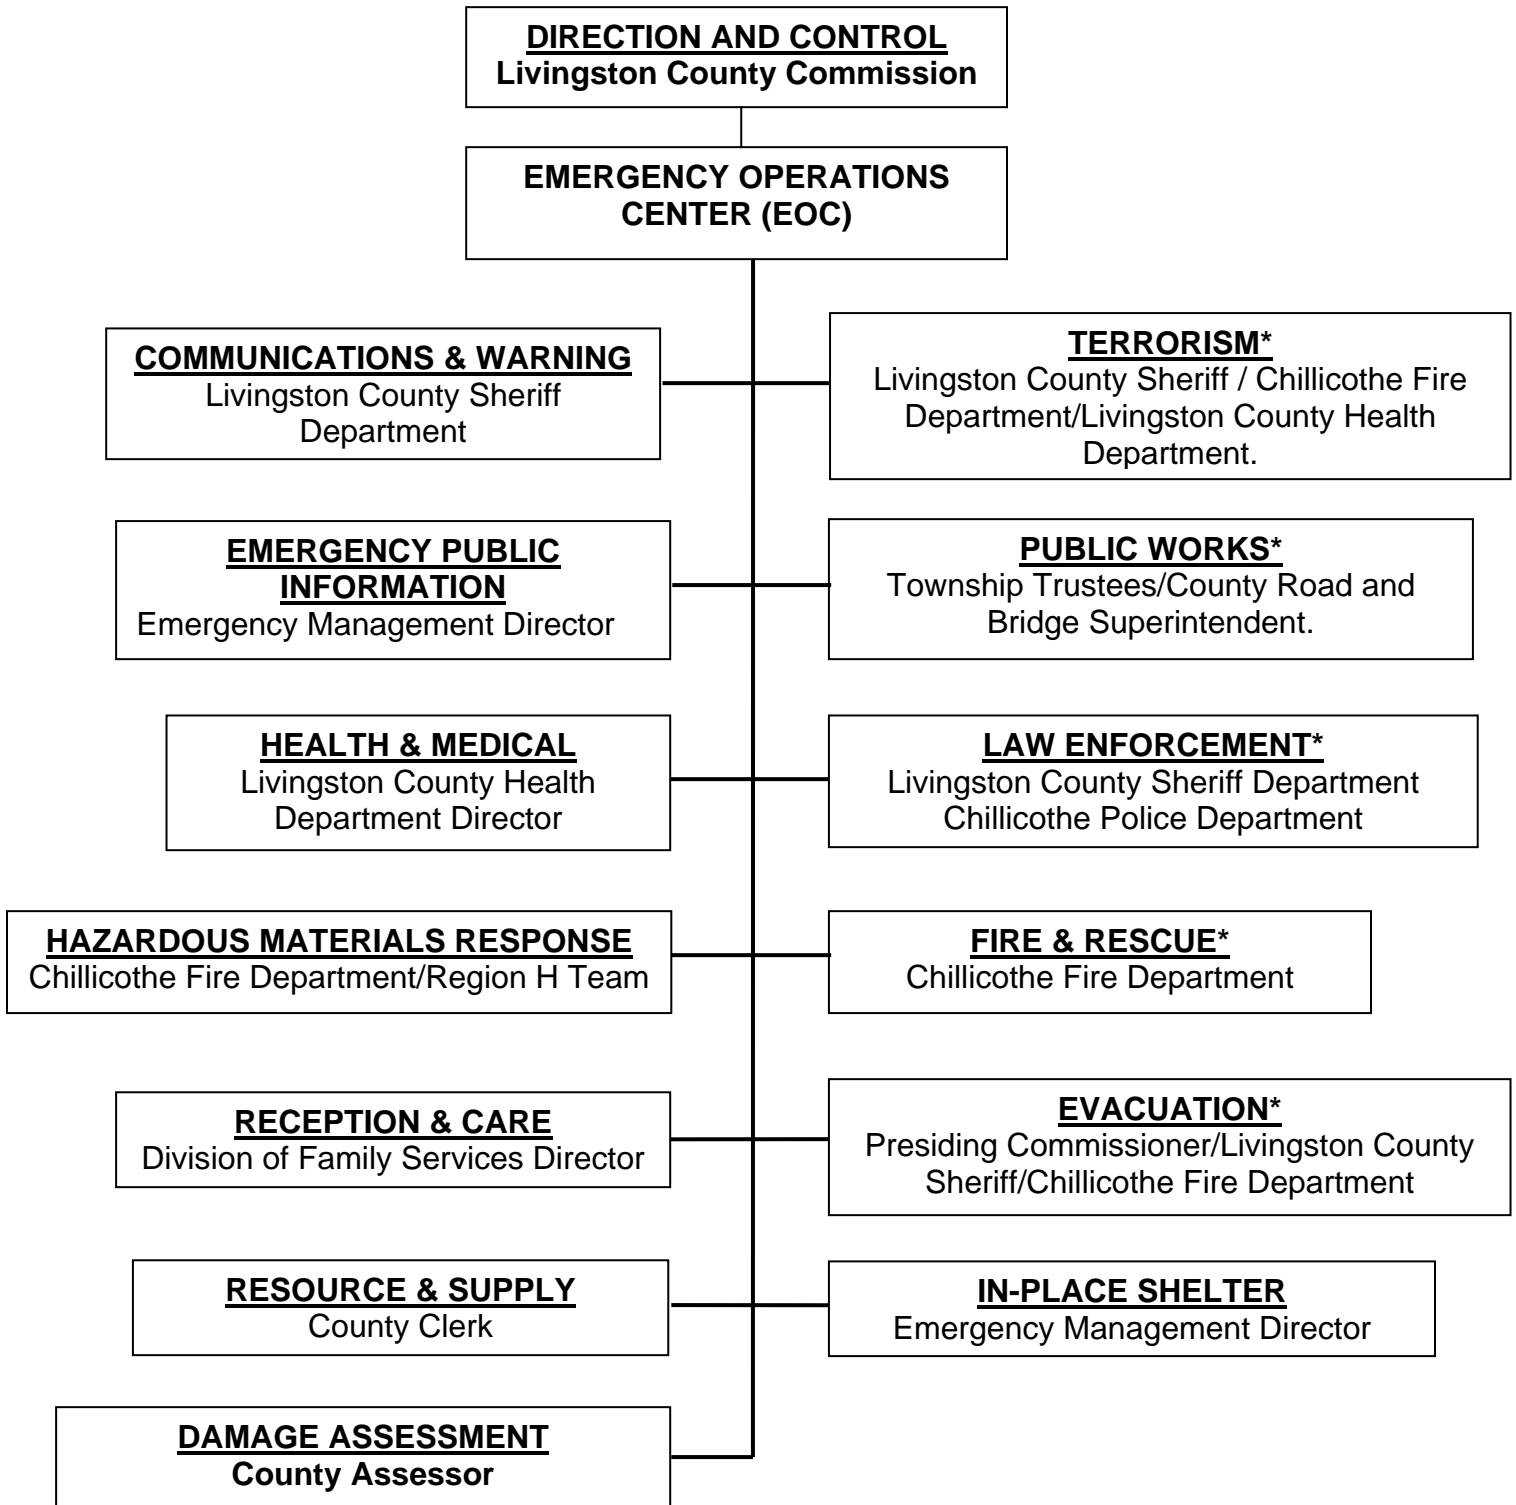 DIRECTION AND CONTROL
Livingston County Commission
EMERGENCY OPERATIONS
CENTER (EOC)
COMMUNICATIONS & WARNING
Livingston County Sheriff
Department
TERRORISM*
Livingston County Sheriff / Chillicothe Fire
Department/Livingston County Health
Department.
EMERGENCY PUBLIC
INFORMATION
Emergency Management Director
PUBLIC WORKS*
Township Trustees/County Road and
Bridge Superintendent.
HEALTH & MEDICAL
Livingston County Health
Department Director
LAW ENFORCEMENT*
Livingston County Sheriff Department
Chillicothe Police Department
HAZARDOUS MATERIALS RESPONSE
Chillicothe Fire Department/Region H Team
FIRE & RESCUE*
Chillicothe Fire Department
RECEPTION & CARE
Division of Family Services Director
EVACUATION*
Presiding Commissioner/Livingston County
Sheriff/Chillicothe Fire Department
RESOURCE & SUPPLY
County Clerk
IN-PLACE SHELTER
Emergency Management Director
DAMAGE ASSESSMENT
County Assessor